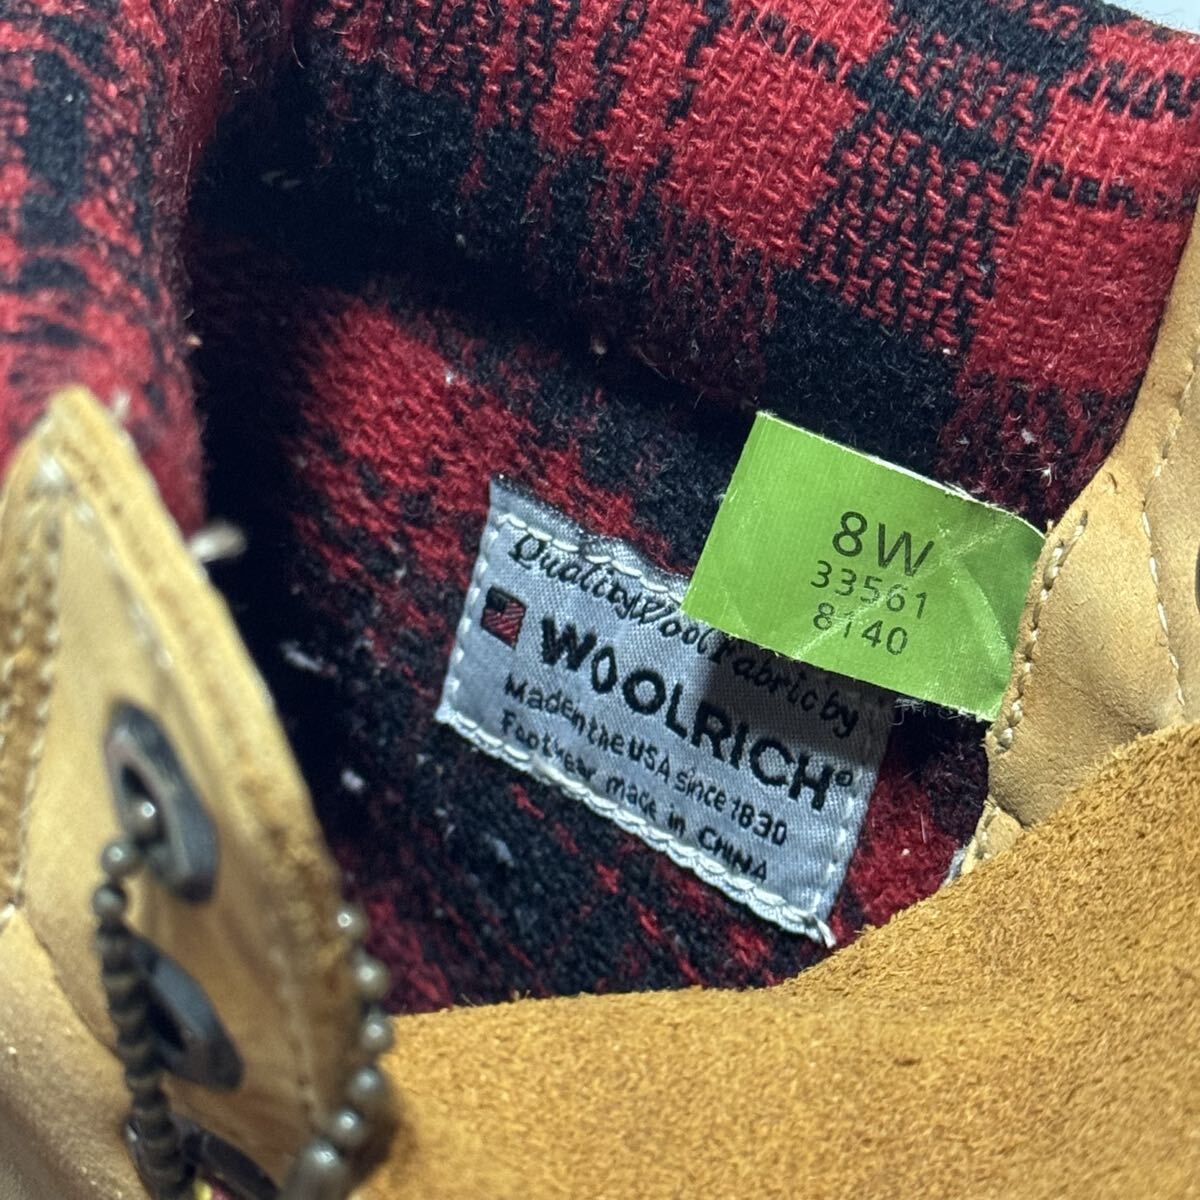 8W
33561
8140
Quality Wool Fabric by
WOOLRICH®
Made in the USA since 1830
Footwear made in CHINA